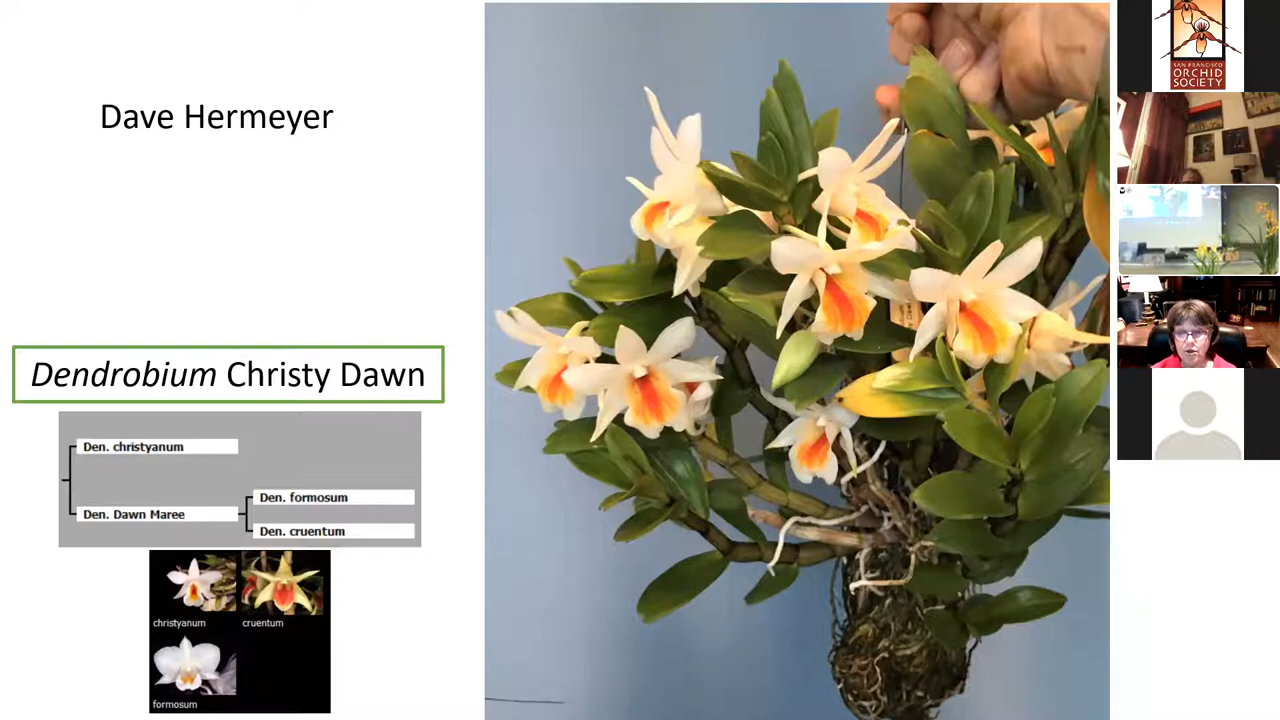 Dave Hermeyer
Dendrobium Christy Dawn
Den. christyanum
Den. formosum
Den. Dawn Maree
Den. cruentum
christyanum
cruentum
formosum
SAN FRANCISCO
ORCHID
SOCIETY